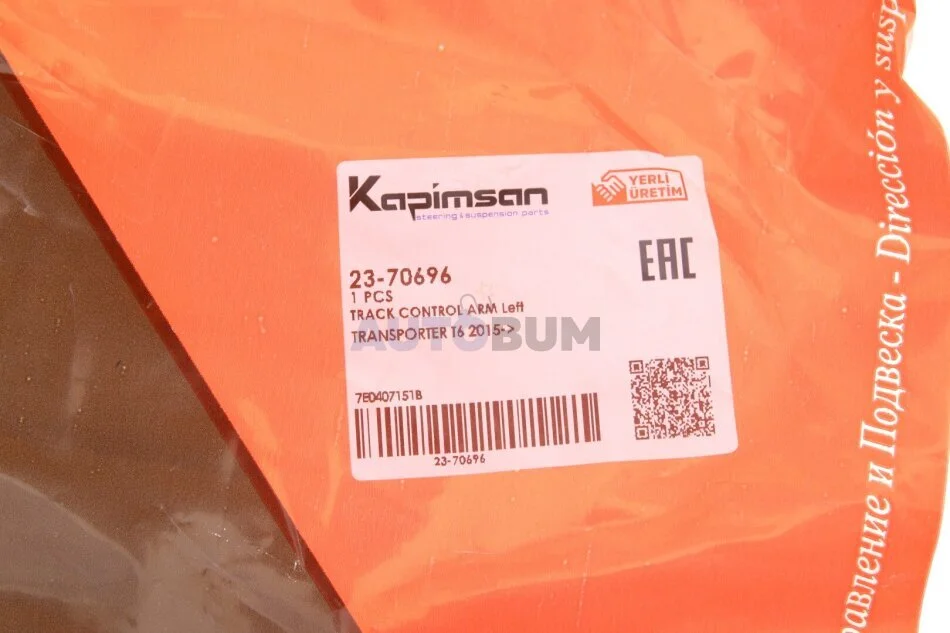 Kapimsan
steering & suspension parts
YERLİ
ÜRETİM
EAC
23-70696
1 PCS
TRACK CONTROL ARM Left
TRANSPORTER T6 2015->
AUTOBUM
7E0407151B
23-70696
равление и Подвеска - Dirección y susp